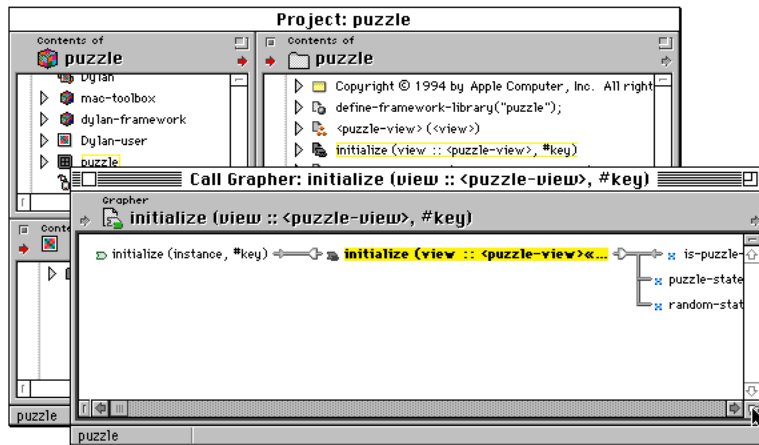 Project: puzzle
Contents of
puzzle
Dylan
mac-toolbox
dylan-framework
Dylan-user
puzzle
Contents of
puzzle
Copyright © 1994 by Apple Computer, Inc. All right
define-framework-library("puzzle");
<puzzle-view> (<view>)
initialize (view :: <puzzle-view>, #key)
Conte
puzzle
Call Grapher: initialize (view :: <puzzle-view>, #key)
Grapher
initialize (view :: <puzzle-view>, #key)
initialize (instance, #key)
initialize (view :: <puzzle-view>«...
is-puzzle-
puzzle-state
random-stat
puzzle